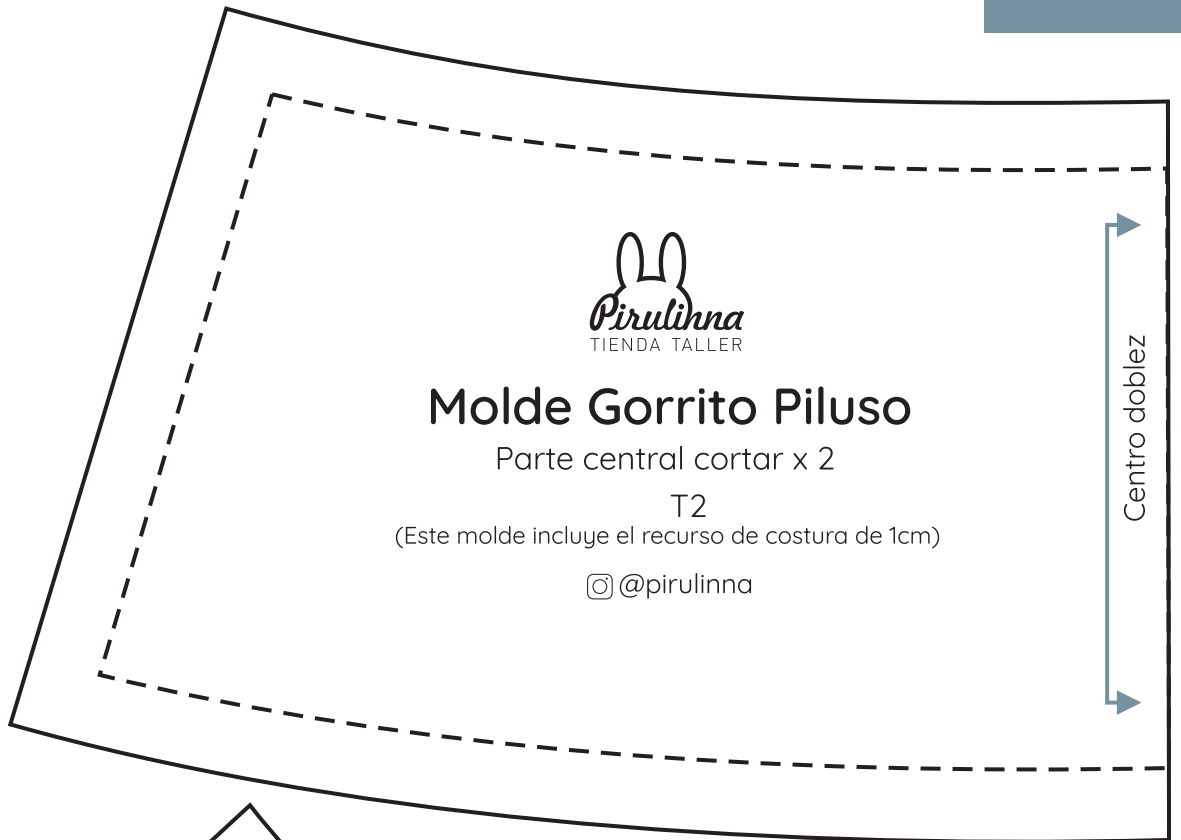 Pirulinna
TIENDA TALLER
Molde Gorrito Piluso
Parte central cortar x 2
T2
(Este molde incluye el recurso de costura de 1cm)
@pirulinna
Centro doblez